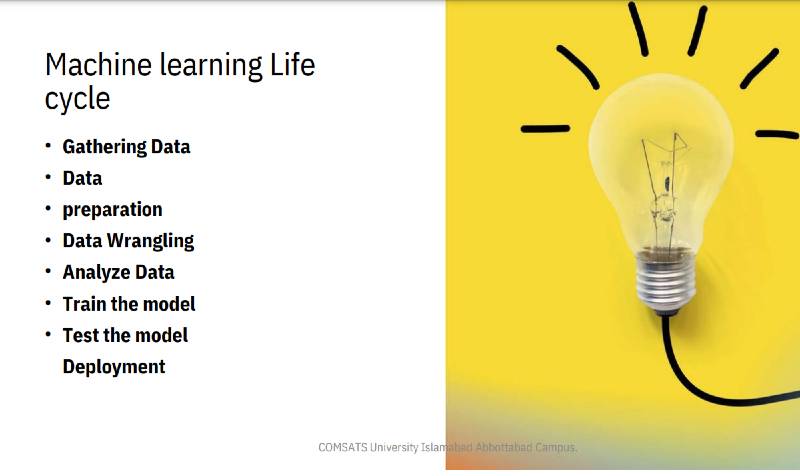 Machine learning Life
cycle
• Gathering Data
• Data
• preparation
• Data Wrangling
• Analyze Data
• Train the model
• Test the model
Deployment
COMSATS University Islamabad Abbottabad Campus.